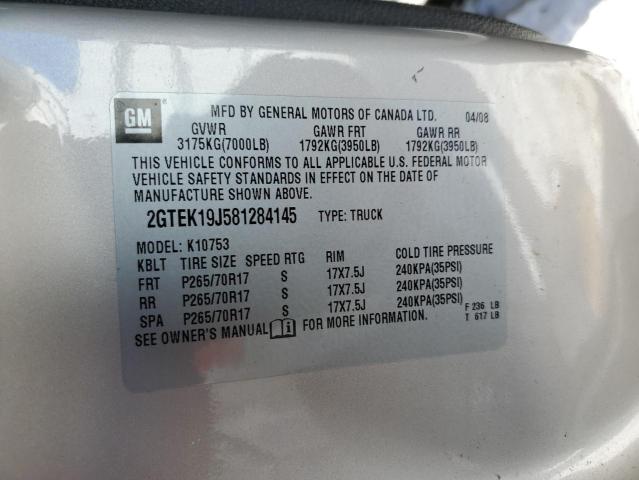 GM ® MFD BY GENERAL MOTORS OF CANADA LTD. 04/08
GVWR GAWR FRT GAWR RR
3175KG(7000LB) 1792KG(3950LB) 1792KG(3950LB)
THIS VEHICLE CONFORMS TO ALL APPLICABLE U.S. FEDERAL MOTOR
VEHICLE SAFETY STANDARDS IN EFFECT ON THE DATE OF
MANUFACTURE SHOWN ABOVE.
2GTEK19J581284145 TYPE: TRUCK
MODEL: K10753
KBLT TIRE SIZE SPEED RTG RIM COLD TIRE PRESSURE
FRT P265/70R17 S 17X7.5J 240KPA(35PSI)
RR P265/70R17 S 17X7.5J 240KPA(35PSI)
SPA P265/70R17 S 17X7.5J 240KPA(35PSI)
SEE OWNER'S MANUAL FOR MORE INFORMATION.
F 236 LB
T 617 LB